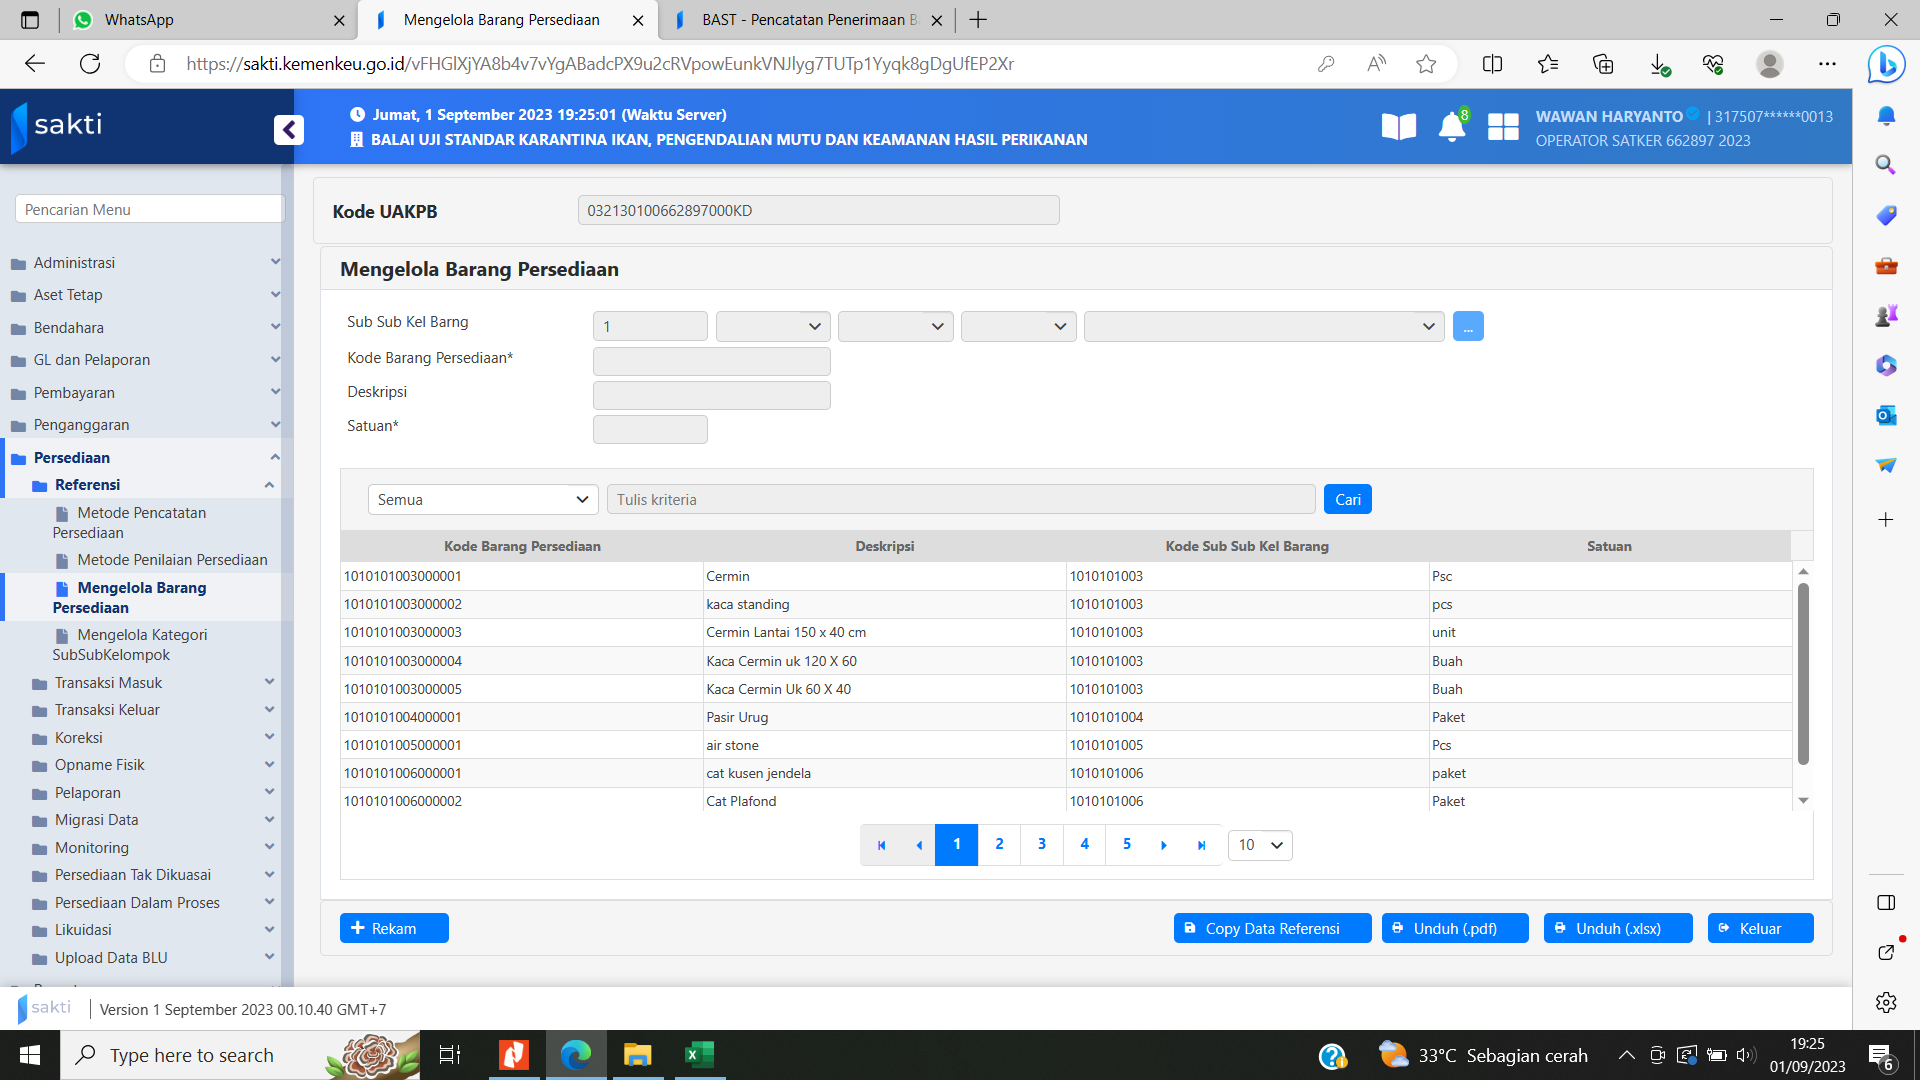 WhatsApp
Mengelola Barang Persediaan
BAST - Pencatatan Penerimaan B
https://sakti.kemenkeu.go.id/vFHGlXjYA8b4v7vYgABadcPX9u2cRVpowEunkVNJlyg7TUTp1Yyqk8gDgUfEP2Xr
sakti
Jumat, 1 September 2023 19:25:01 (Waktu Server)
BALAI UJI STANDAR KARANTINA IKAN, PENGENDALIAN MUTU DAN KEAMANAN HASIL PERIKANAN
8
WAWAN HARYANTO | 317507******0013
OPERATOR SATKER 662897 2023
Pencarian Menu
Administrasi
Aset Tetap
Bendahara
GL dan Pelaporan
Pembayaran
Penganggaran
Persediaan
Referensi
Metode Pencatatan
Persediaan
Metode Penilaian Persediaan
Mengelola Barang
Persediaan
Mengelola Kategori
SubSubKelompok
Transaksi Masuk
Transaksi Keluar
Koreksi
Opname Fisik
Pelaporan
Migrasi Data
Monitoring
Persediaan Tak Dikuasai
Persediaan Dalam Proses
Likuidasi
Upload Data BLU
Kode UAKPB
032130100662897000KD
Mengelola Barang Persediaan
Sub Sub Kel Barng
1
...
Kode Barang Persediaan*
Deskripsi
Satuan*
Semua
Tulis kriteria
Cari
Kode Barang Persediaan Deskripsi Kode Sub Sub Kel Barang Satuan
1010101003000001 Cermin 1010101003 Psc
1010101003000002 kaca standing 1010101003 pcs
1010101003000003 Cermin Lantai 150 x 40 cm 1010101003 unit
1010101003000004 Kaca Cermin uk 120 X 60 1010101003 Buah
1010101003000005 Kaca Cermin Uk 60 X 40 1010101003 Buah
1010101004000001 Pasir Urug 1010101004 Paket
1010101005000001 air stone 1010101005 Pcs
1010101006000001 cat kusen jendela 1010101006 paket
1010101006000002 Cat Plafond 1010101006 Paket
1 2 3 4 5 10
Rekam
Copy Data Referensi
Unduh (.pdf)
Unduh (.xlsx)
Keluar
sakti
Version 1 September 2023 00.10.40 GMT+7
Type here to search
33°C Sebagian cerah
19:25
01/09/2023
6